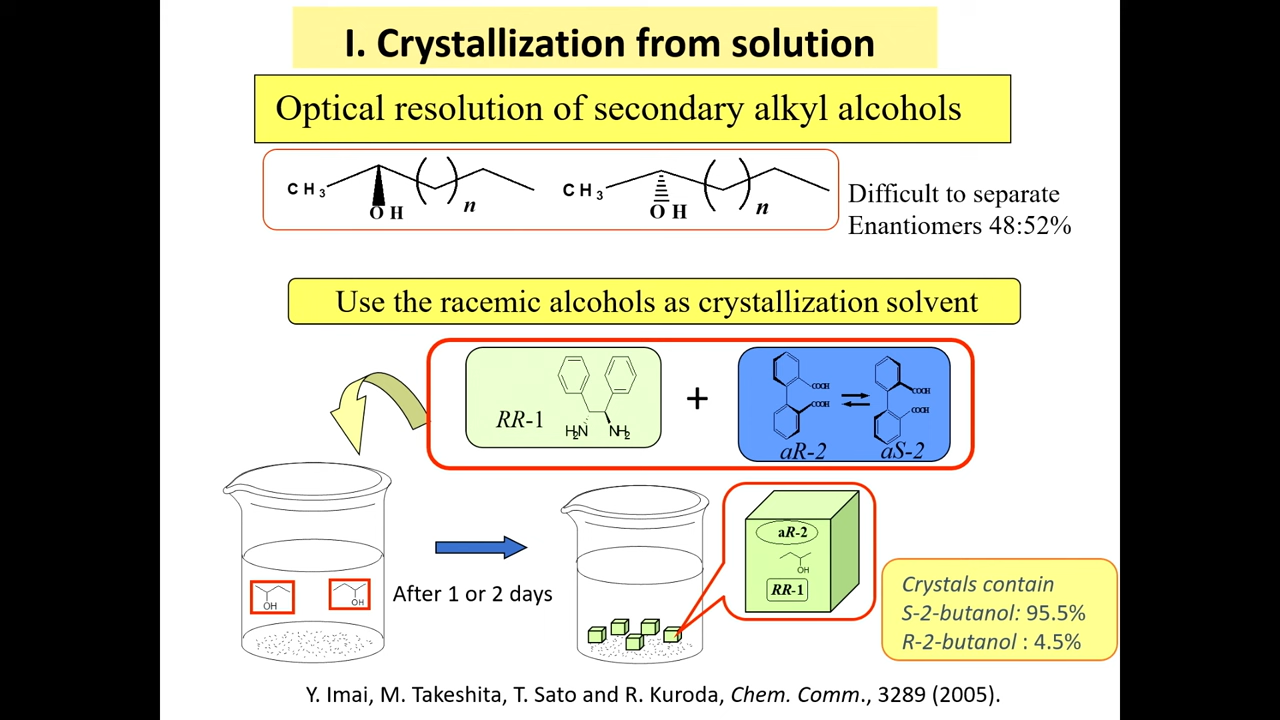 I. Crystallization from solution
Optical resolution of secondary alkyl alcohols
CH3 OH n CH3 OH n
Difficult to separate
Enantiomers 48:52%
Use the racemic alcohols as crystallization solvent
RR-1 H2N NH2
+
COOH COOH aR-2
COOH COOH aS-2
OH OH
After 1 or 2 days
aR-2
OH
RR-1
Crystals contain
S-2-butanol: 95.5%
R-2-butanol : 4.5%
Y. Imai, M. Takeshita, T. Sato and R. Kuroda, Chem. Comm., 3289 (2005).